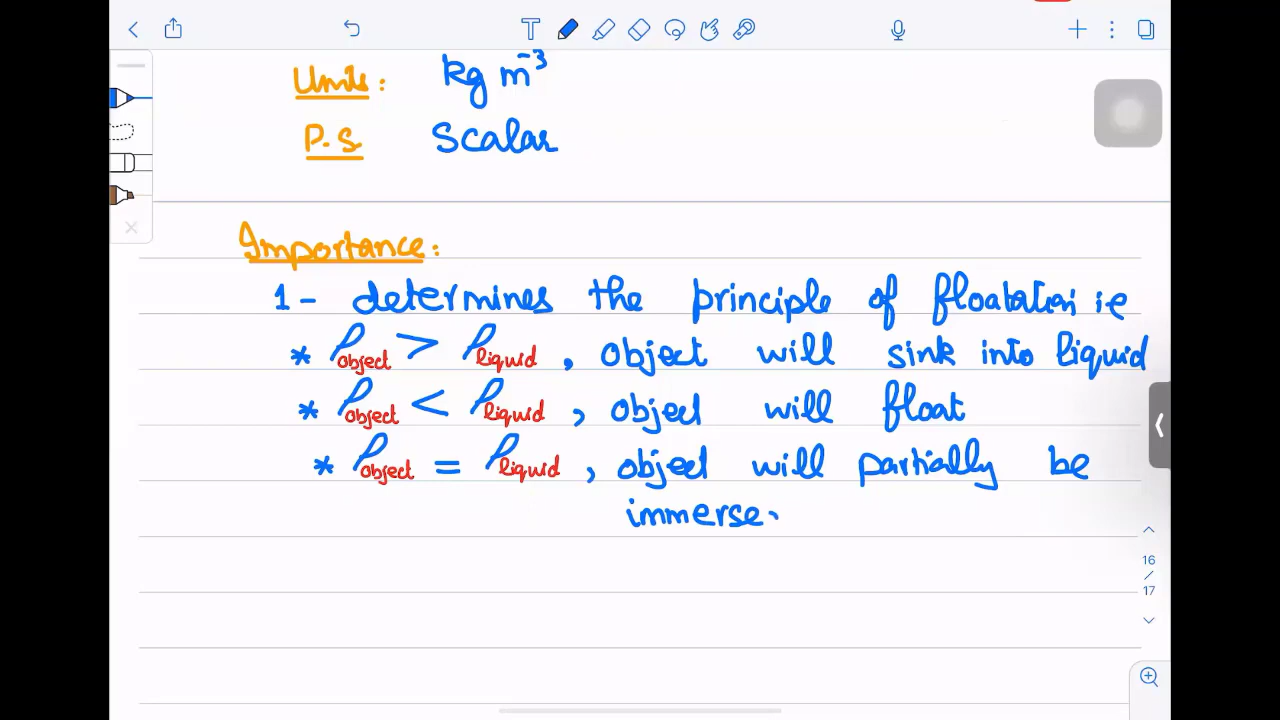 Units: kg m⁻³
P.S. Scalar
Importance:
1- determines the principle of floatation i.e
* ρobject > ρliquid, object will sink into liquid
* ρobject < ρliquid, object will float
* ρobject = ρliquid, object will partially be
immerse.
16
/
17